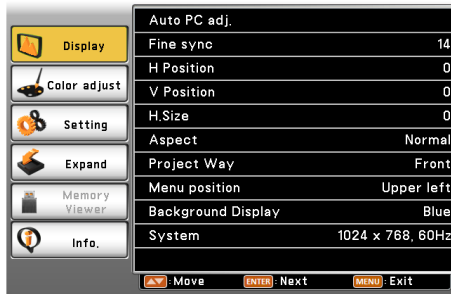 Display
Color adjust
Setting
Expand
Memory
Viewer
Info.
Auto PC adj.
Fine sync 14
H Position 0
V Position 0
H.Size 0
Aspect Normal
Project Way Front
Menu position Upper left
Background Display Blue
System 1024 x 768, 60Hz
:Move ENTER:Next MENU:Exit